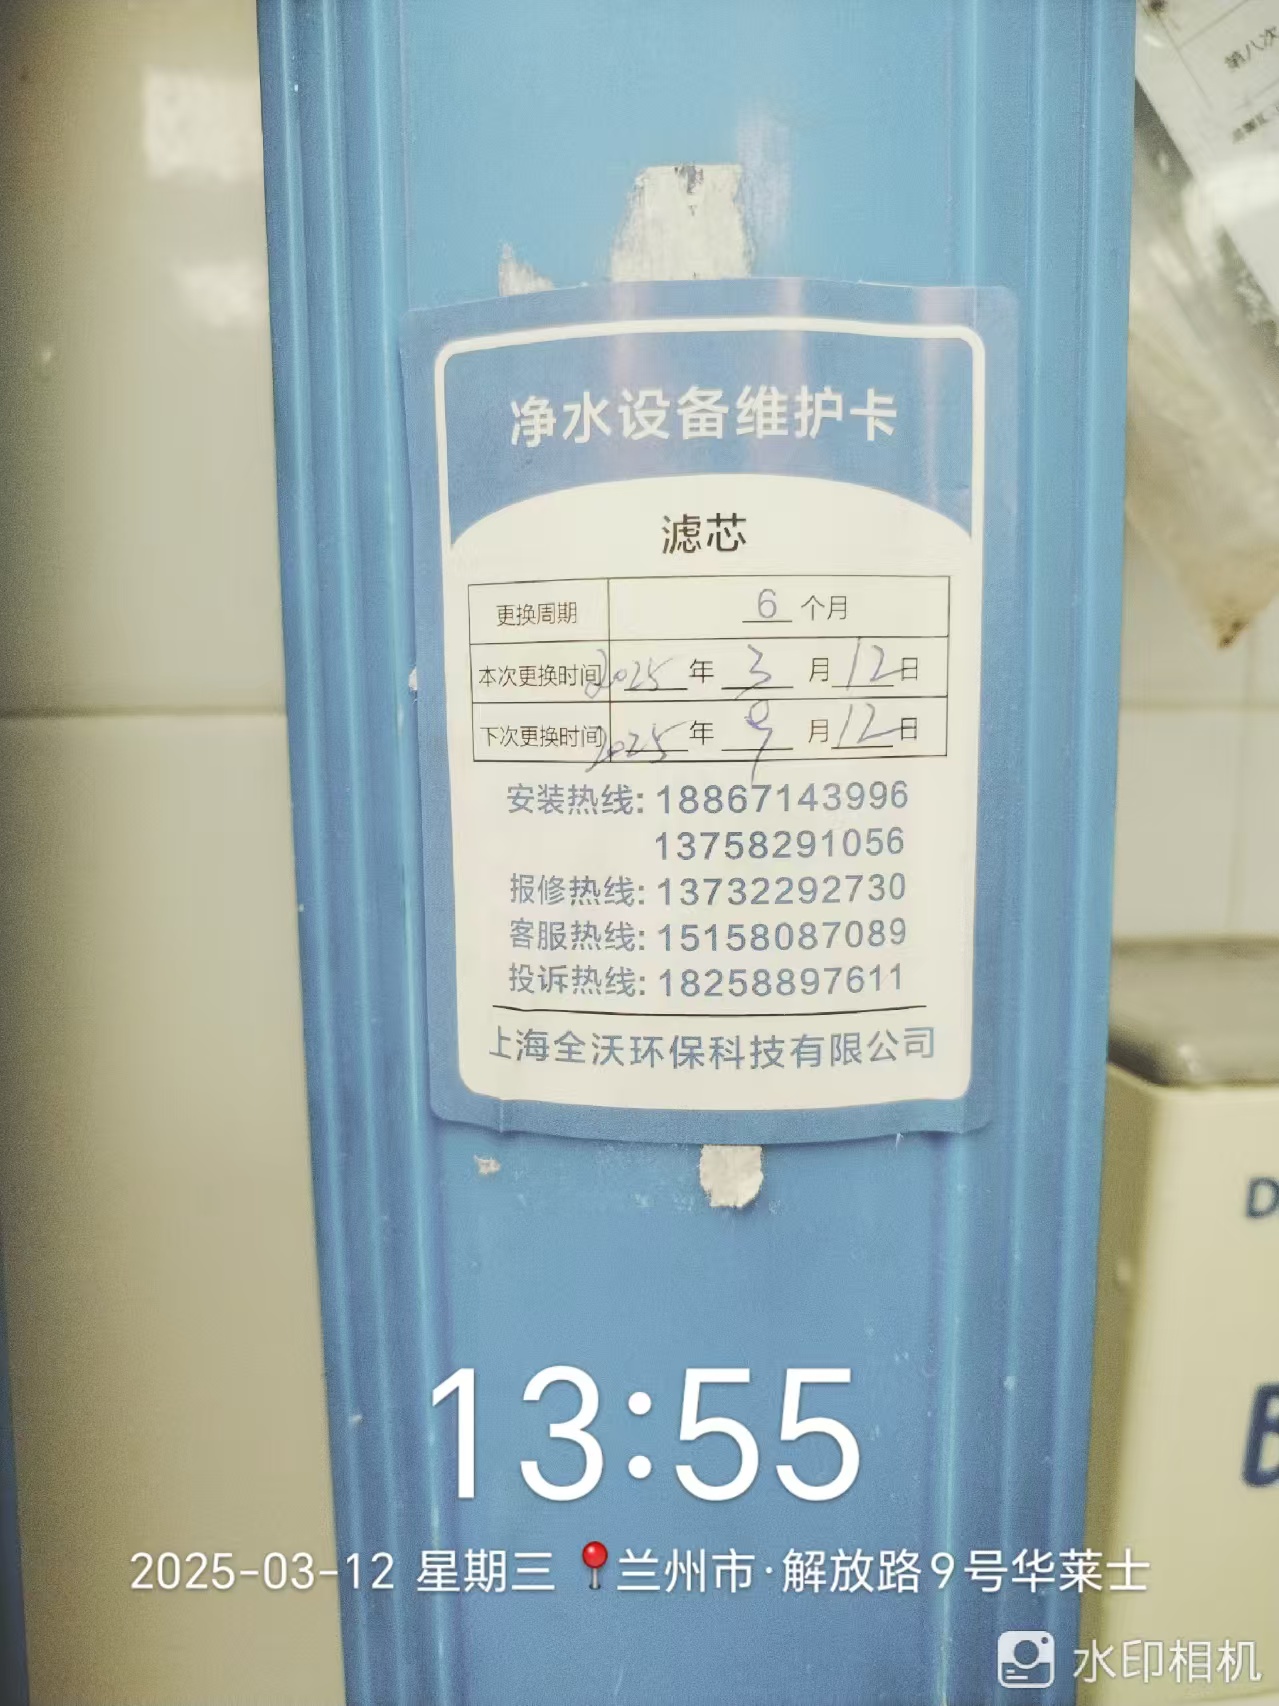 第八次
净水设备维护卡
滤芯
更换周期 6 个月
本次更换时间 2025 年 3 月 12 日
下次更换时间 2025 年 9 月 12 日
安装热线: 18867143996
13758291056
报修热线: 13732292730
客服热线: 15158087089
投诉热线: 18258897611
上海全沃环保科技有限公司
D
B
13:55
2025-03-12 星期三 兰州市·解放路9号华莱士
水印相机